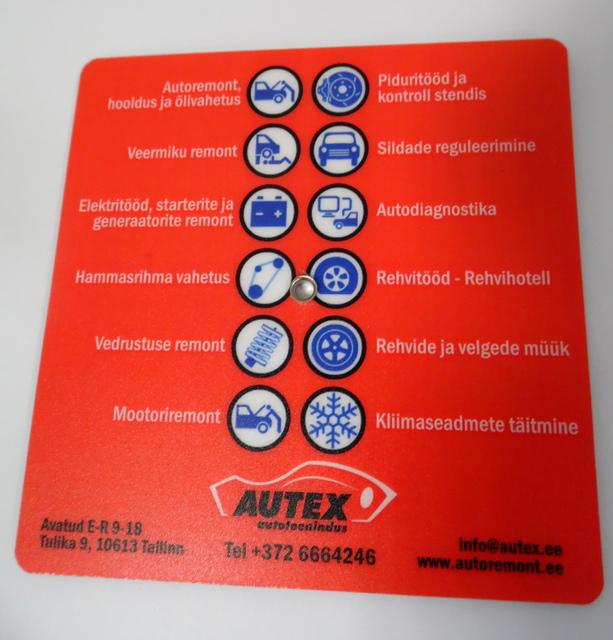 Autoremont,
hooldus ja õlivahetus
Piduritööd ja
kontroll stendis
Veermiku remont
Sildade reguleerimine
Elektritööd, starterite ja
generaatorite remont
Autodiagnostika
Hammasrihma vahetus
Rehvitööd - Rehvihotell
Vedrustuse remont
Rehvide ja velgede müük
Mootoriremont
Kliimaseadmete täitmine
AUTEX
autoteenindus
Avatud E-R 9-18
Tulika 9, 10613 Tallinn
Tel +372 6664246
info@autex.ee
www.autoremont.ee